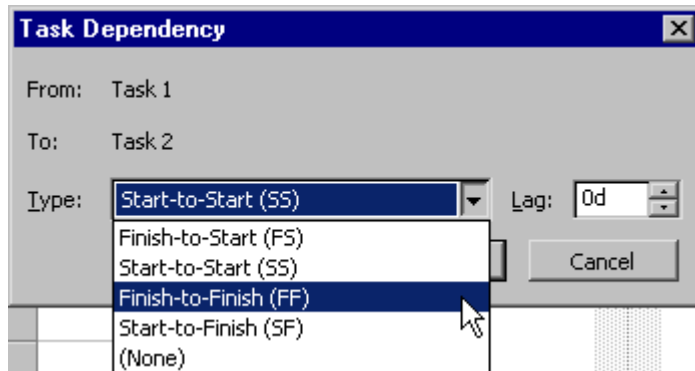 Task Dependency
From: Task 1
To: Task 2
Type: Start-to-Start (SS) Lag: 0d
Finish-to-Start (FS)
Start-to-Start (SS)
Cancel
Finish-to-Finish (FF)
Start-to-Finish (SF)
(None)